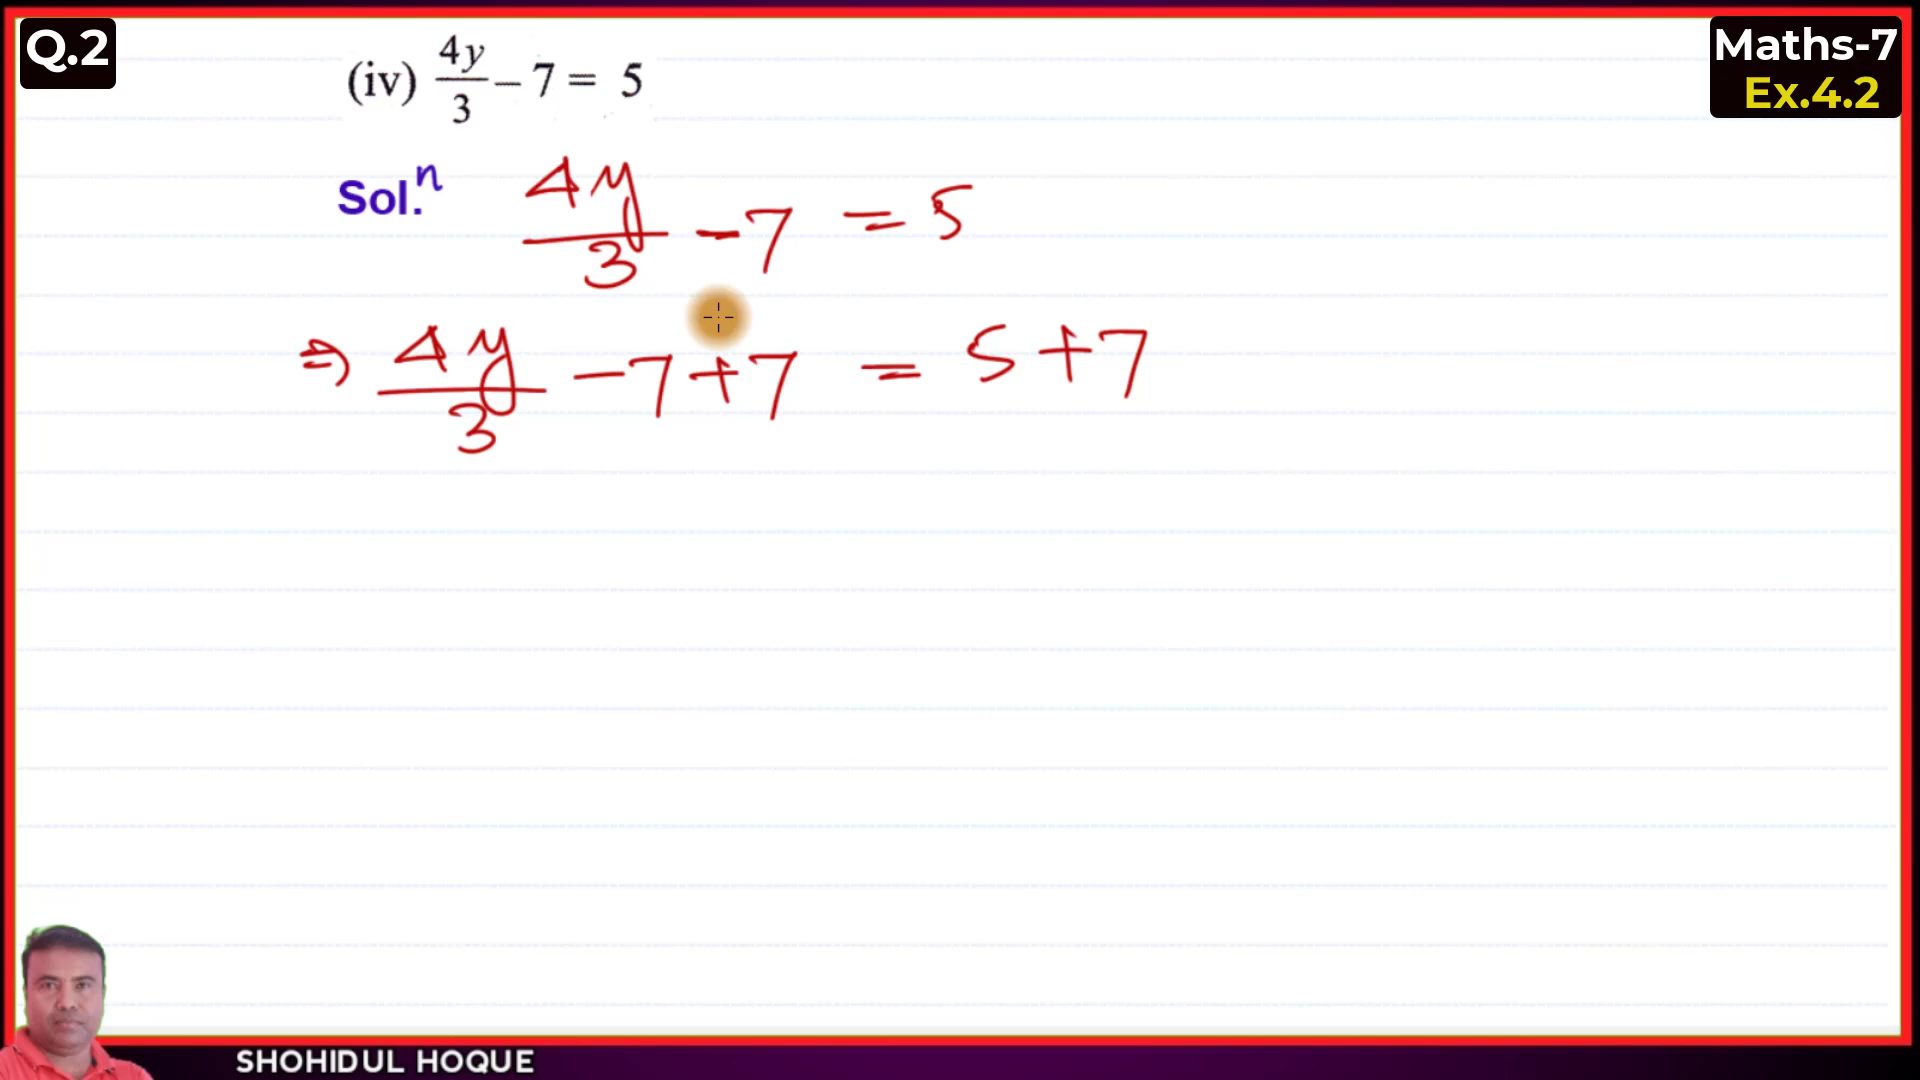 Q.2
Maths-7
Ex.4.2
(iv) 4y/3 – 7 = 5
Sol.ⁿ 4y/3 - 7 = 5
⇒ 4y/3 - 7 + 7 = 5 + 7
SHOHIDUL HOQUE